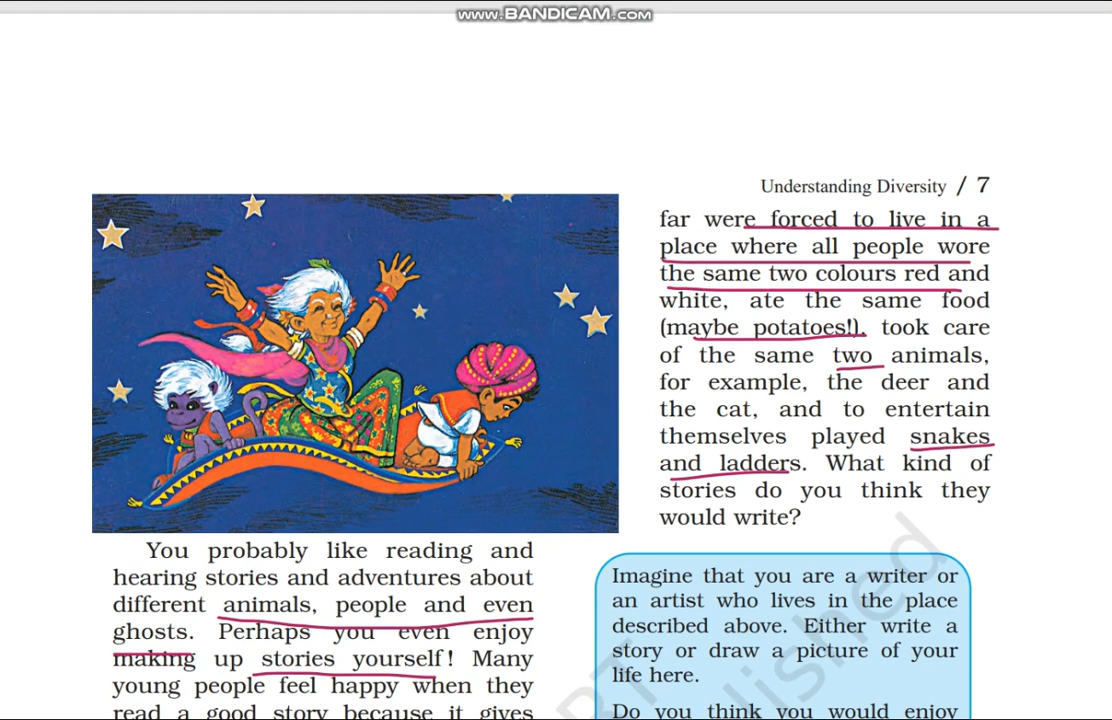 www.BANDICAM.com
Understanding Diversity / 7
far were forced to live in a
place where all people wore
the same two colours red and
white, ate the same food
(maybe potatoes!), took care
of the same two animals,
for example, the deer and
the cat, and to entertain
themselves played snakes
and ladders. What kind of
stories do you think they
would write?
You probably like reading and
hearing stories and adventures about
different animals, people and even
ghosts. Perhaps you even enjoy
making up stories yourself! Many
young people feel happy when they
read a good story because it gives
Imagine that you are a writer or
an artist who lives in the place
described above. Either write a
story or draw a picture of your
life here.
Do you think you would enjoy